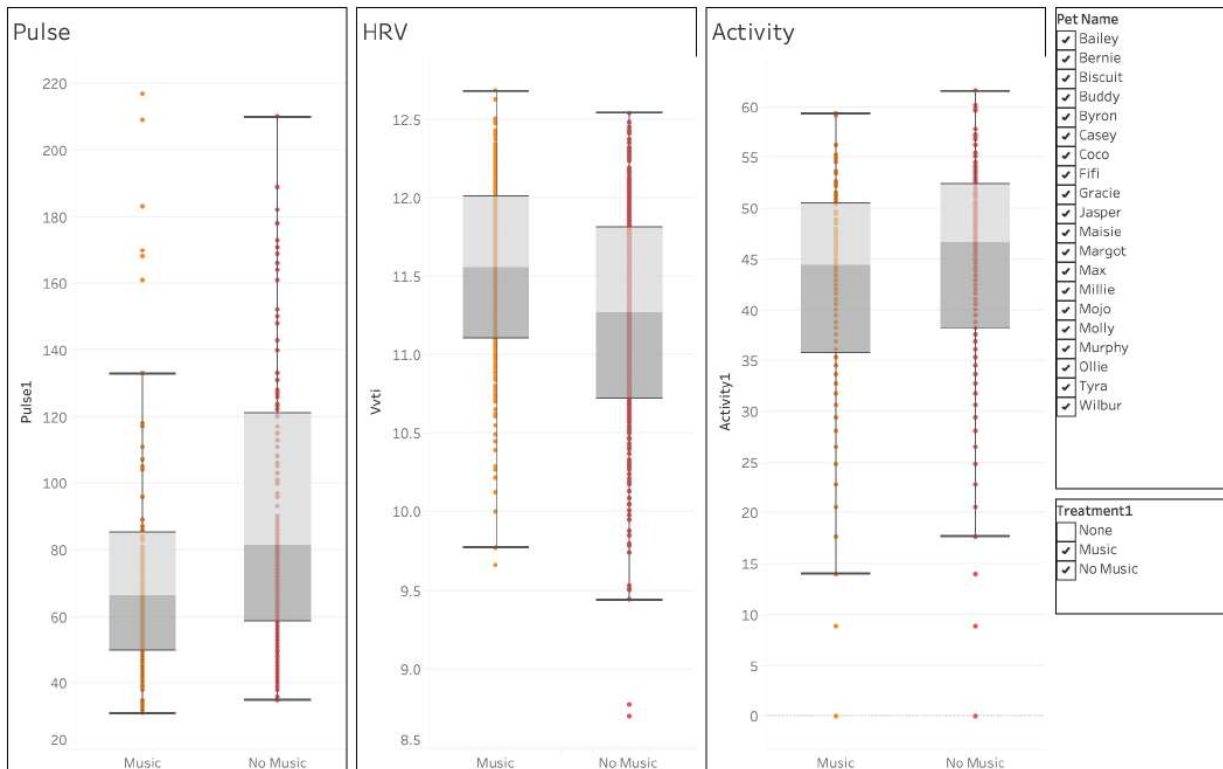 Pulse
220
200
180
160
140
120
100
80
60
40
20
Pulse1
Music
No Music
HRV
12.5
12.0
11.5
11.0
10.5
10.0
9.5
9.0
8.5
Vvti
Music
No Music
Activity
60
55
50
45
40
35
30
25
20
15
10
5
0
Activity1
Music
No Music
Pet Name
Bailey
Bernie
Biscuit
Buddy
Byron
Casey
Coco
Fifi
Gracie
Jasper
Maisie
Margot
Max
Millie
Mojo
Molly
Murphy
Ollie
Tyra
Wilbur
Treatment1
None
Music
No Music